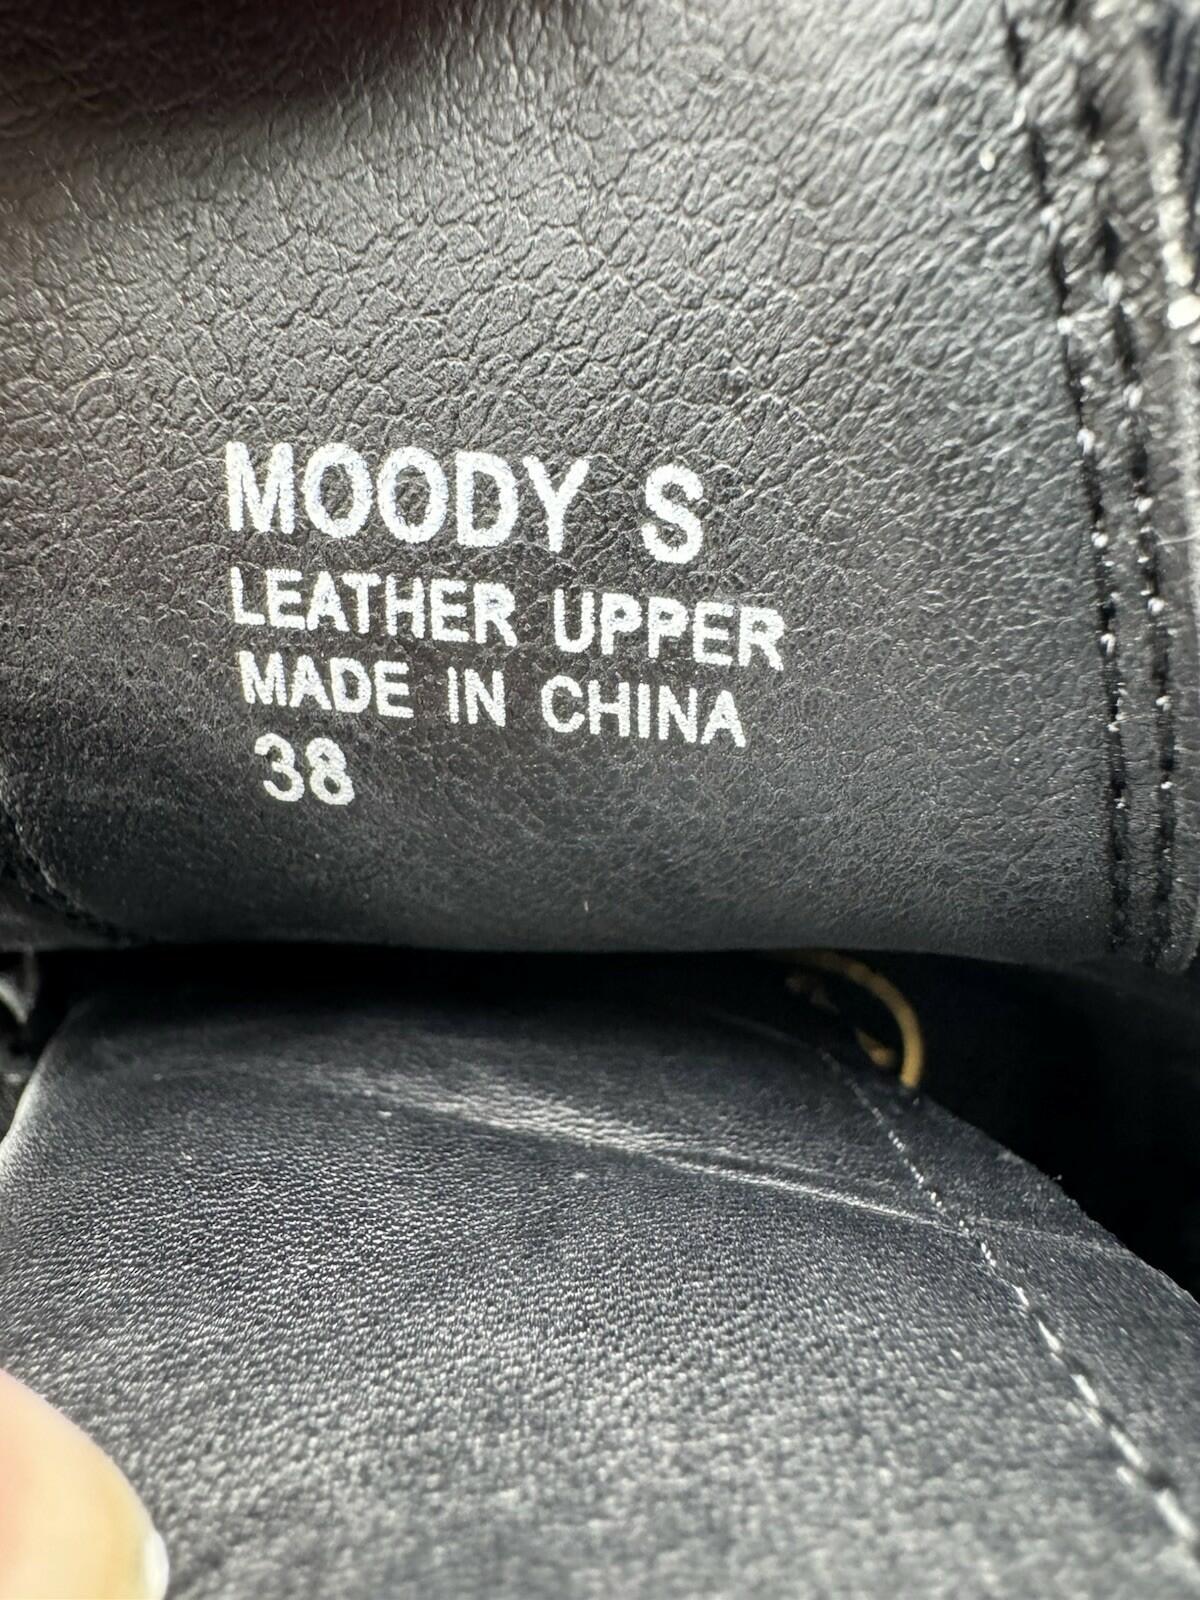 MOODY S
LEATHER UPPER
MADE IN CHINA
38